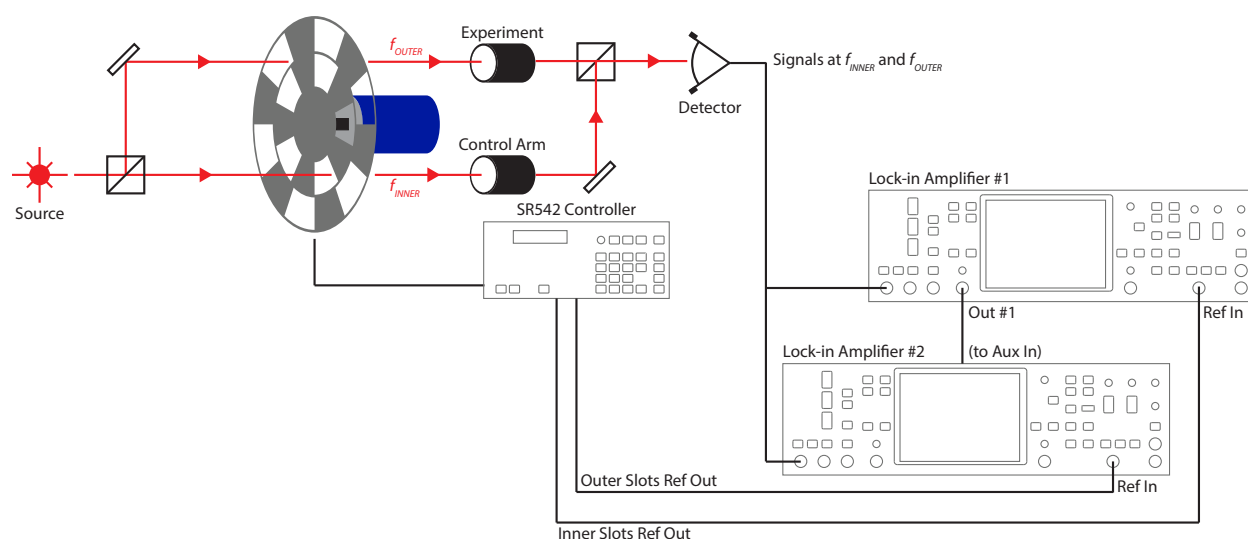 Experiment
f_OUTER
Signals at f_INNER and f_OUTER
Detector
Control Arm
Source
f_INNER
SR542 Controller
Lock-in Amplifier #1
Out #1
Ref In
Lock-in Amplifier #2
(to Aux In)
Outer Slots Ref Out
Ref In
Inner Slots Ref Out